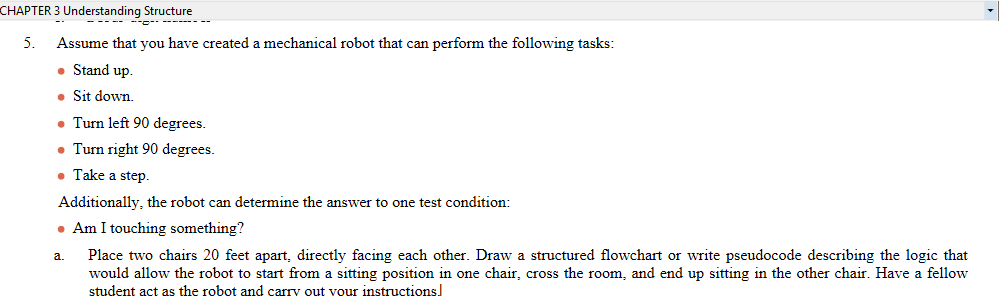 CHAPTER 3 Understanding Structure
5. Assume that you have created a mechanical robot that can perform the following tasks:
• Stand up.
• Sit down.
• Turn left 90 degrees.
• Turn right 90 degrees.
• Take a step.
Additionally, the robot can determine the answer to one test condition:
• Am I touching something?
a. Place two chairs 20 feet apart, directly facing each other. Draw a structured flowchart or write pseudocode describing the logic that
would allow the robot to start from a sitting position in one chair, cross the room, and end up sitting in the other chair. Have a fellow
student act as the robot and carry out your instructions.